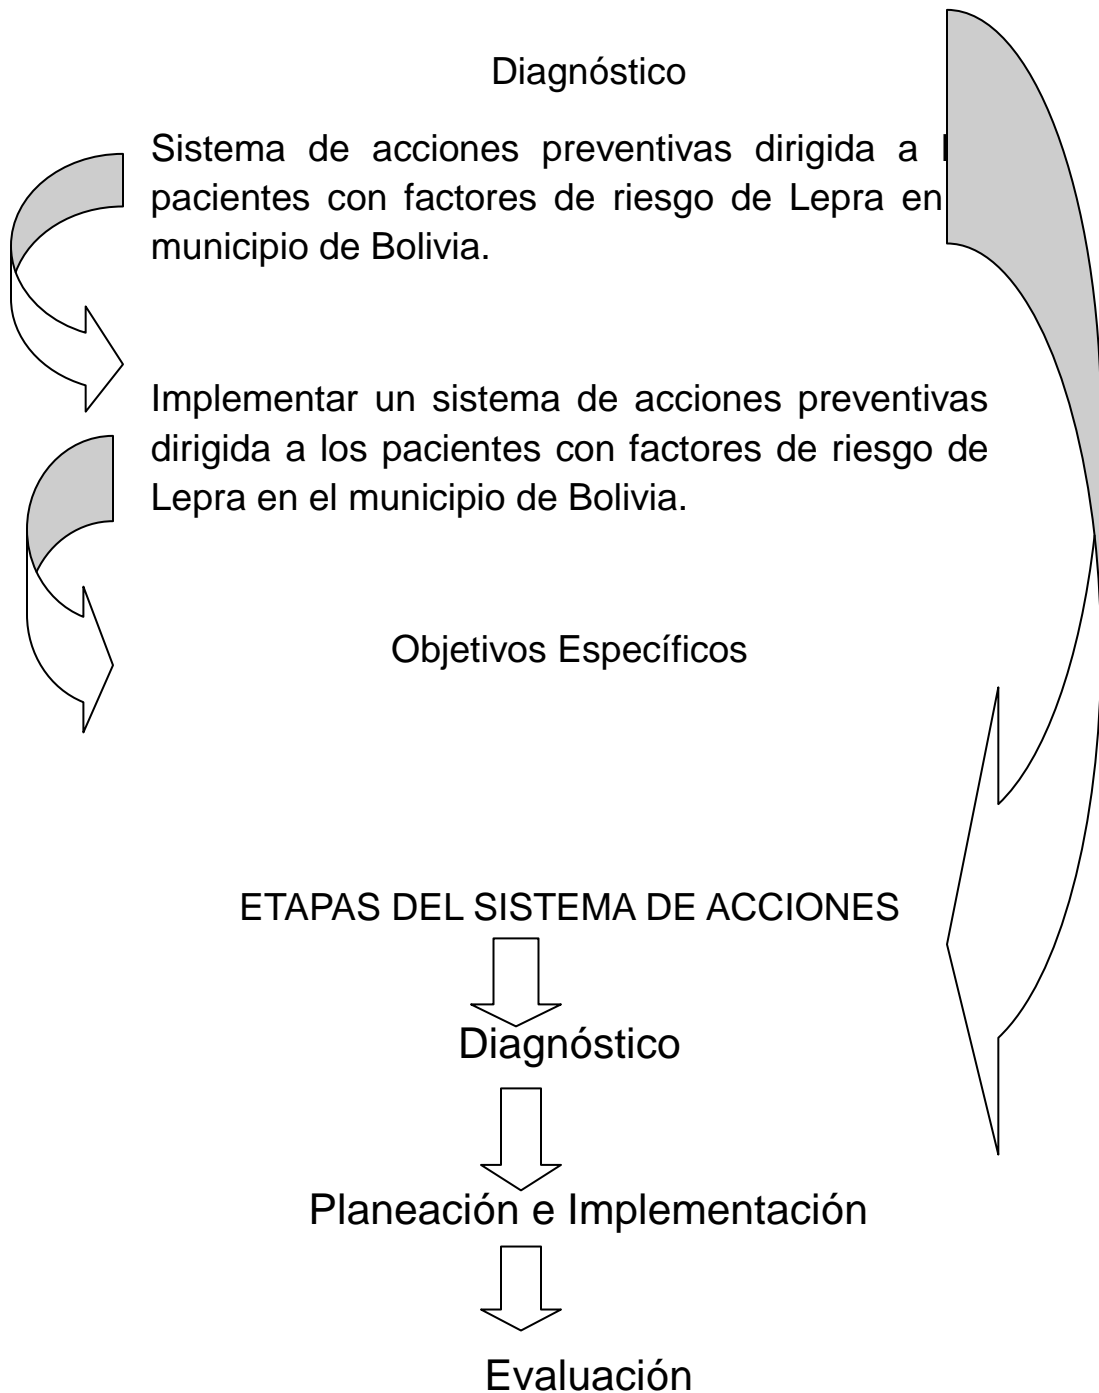 Diagnóstico
Sistema de acciones preventivas dirigida a
pacientes con factores de riesgo de Lepra en
municipio de Bolivia.
Implementar un sistema de acciones preventivas
dirigida a los pacientes con factores de riesgo de
Lepra en el municipio de Bolivia.
Objetivos Específicos
ETAPAS DEL SISTEMA DE ACCIONES
Diagnóstico
Planeación e Implementación
Evaluación